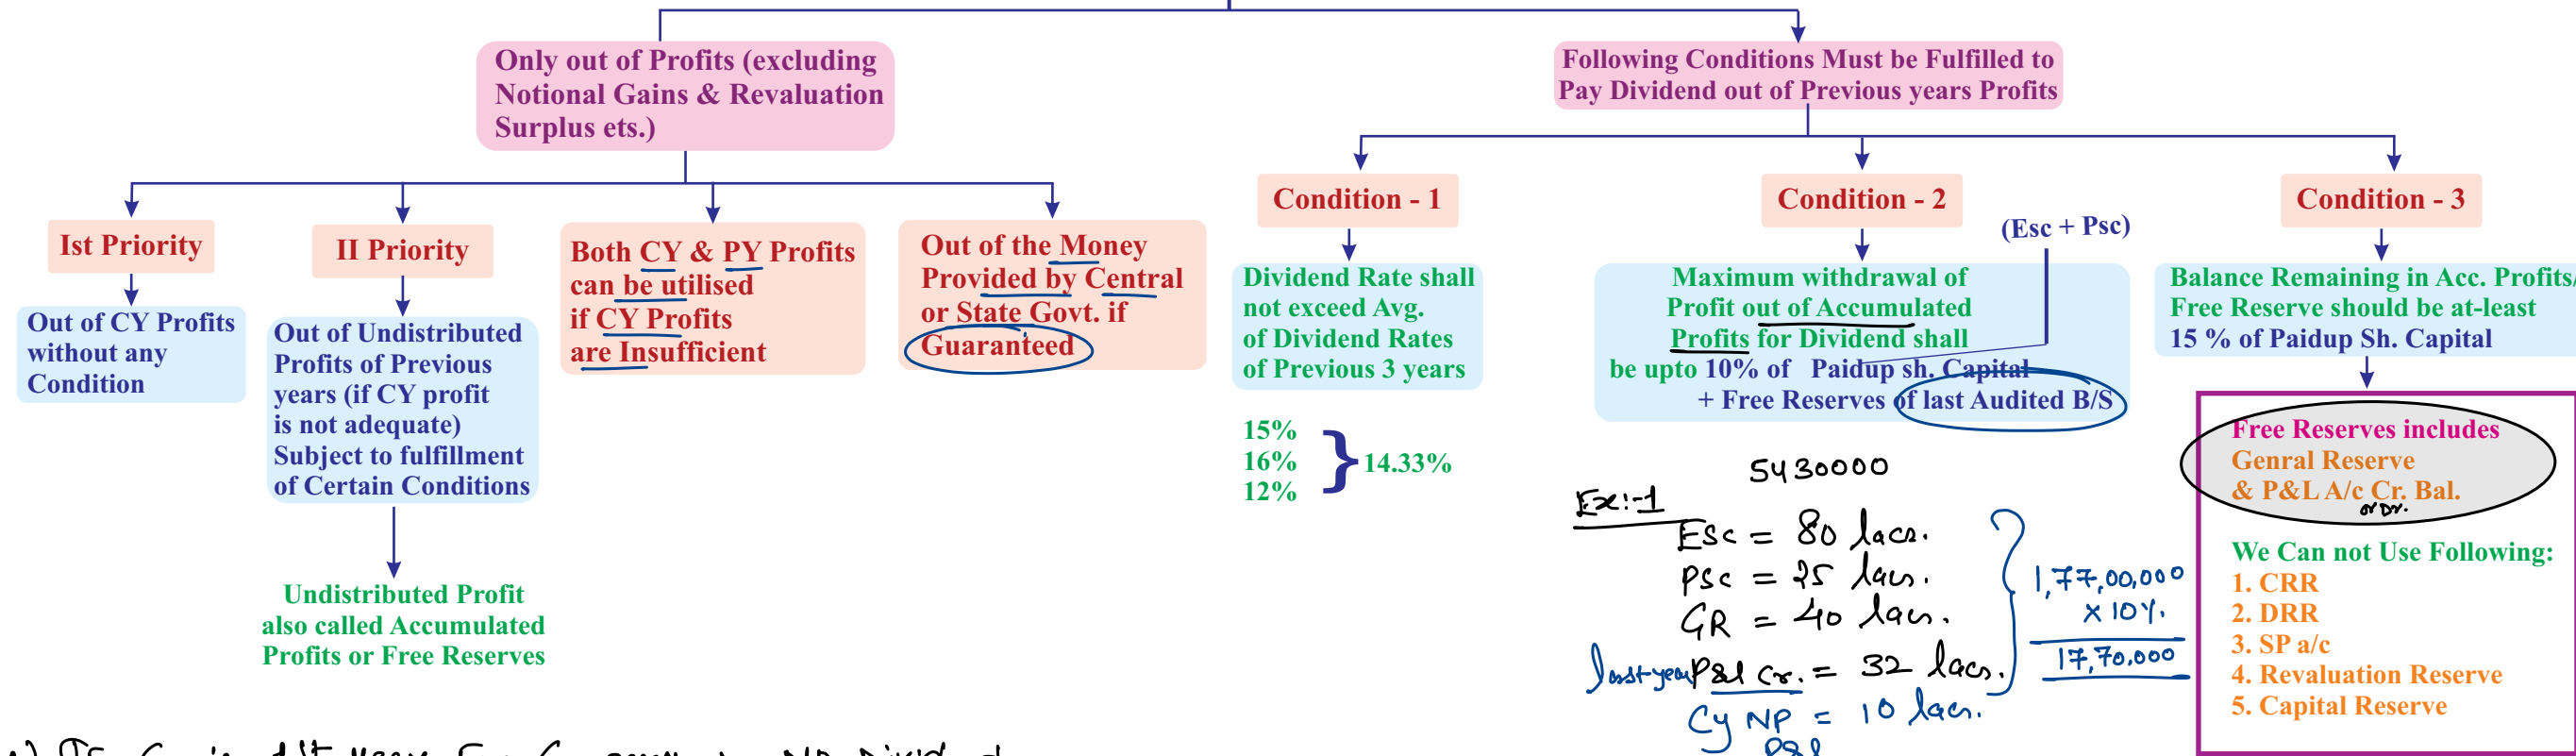 Only out of Profits (excluding
Notional Gains & Revaluation
Surplus ets.)
Ist Priority
Out of CY Profits
without any
Condition
II Priority
Out of Undistributed
Profits of Previous
years (if CY profit
is not adequate)
Subject to fulfillment
of Certain Conditions
Undistributed Profit
also called Accumulated
Profits or Free Reserves
Both CY & PY Profits
can be utilised
if CY Profits
are Insufficient
Out of the Money
Provided by Central
or State Govt. if
Guaranteed
Following Conditions Must be Fulfilled to
Pay Dividend out of Previous years Profits
Condition - 1
Dividend Rate shall
not exceed Avg.
of Dividend Rates
of Previous 3 years
15%
16%
12%
14.33%
Condition - 2
(Esc + Psc)
Maximum withdrawal of
Profit out of Accumulated
Profits for Dividend shall
be upto 10% of Paidup sh. Capital
+ Free Reserves of last Audited B/S
5430000
Ex:-1
ESC = 80 lacs.
PSC = 25 lacs.
GR = 40 lacs.
last year P&L Cr. = 32 lacs.
Cy NP = 10 lacs.
P&L
1,77,00,000
x 10%
17,70,000
Condition - 3
Balance Remaining in Acc. Profits/
Free Reserve should be at-least
15 % of Paidup Sh. Capital
Free Reserves includes
Genral Reserve
& P&L A/c Cr. Bal.
or Dr.
We Can not Use Following:
1. CRR
2. DRR
3. SP a/c
4. Revaluation Reserve
5. Capital Reserve